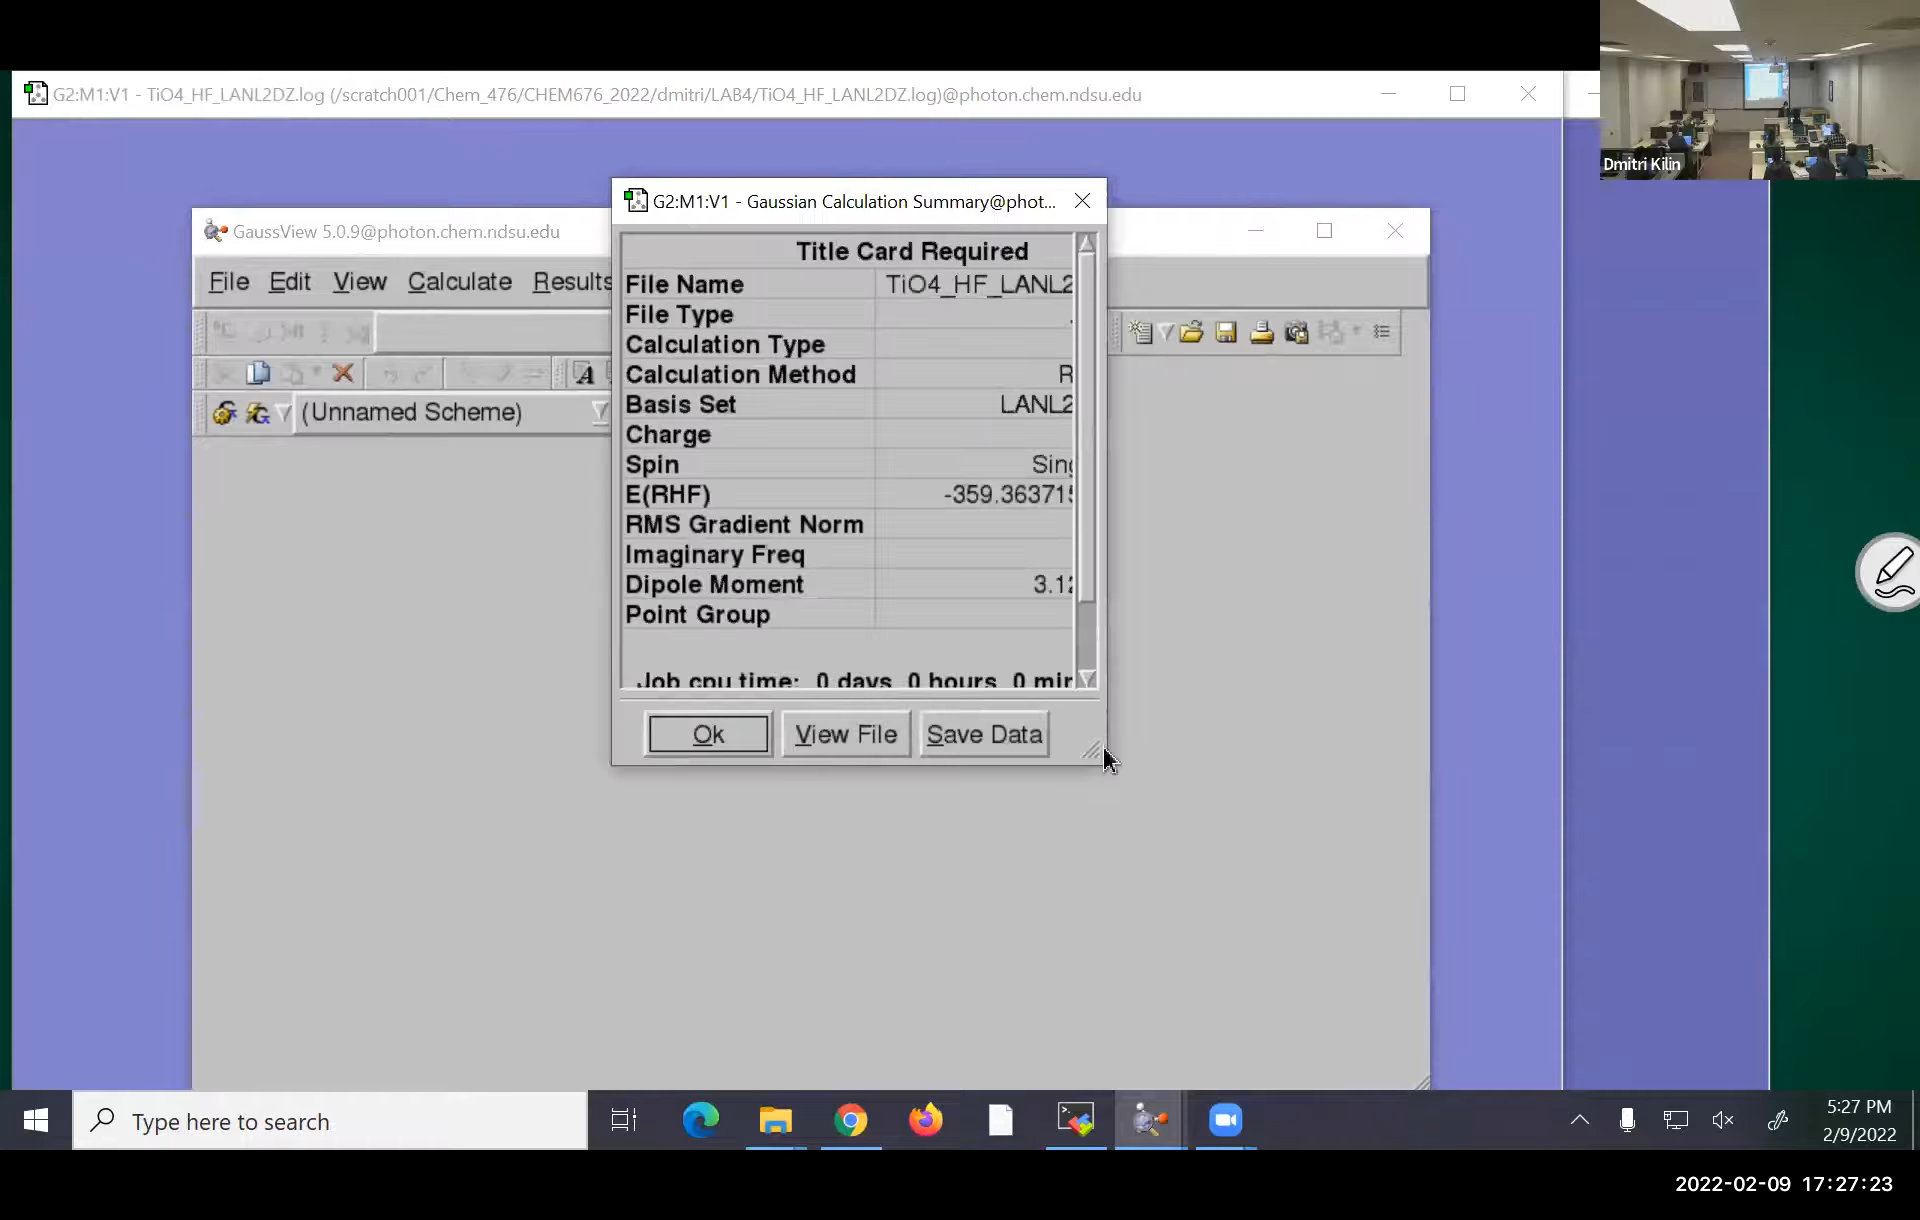 G2:M1:V1 - TiO4_HF_LANL2DZ.log (/scratch001/Chem_476/CHEM676_2022/dmitri/LAB4/TiO4_HF_LANL2DZ.log)@photon.chem.ndsu.edu
Dmitri Kilin
G2:M1:V1 - Gaussian Calculation Summary@phot...
GaussView 5.0.9@photon.chem.ndsu.edu
File Edit View Calculate Results
(Unnamed Scheme)
Title Card Required
File Name TiO4_HF_LANL2
File Type
Calculation Type
Calculation Method R
Basis Set LANL2
Charge
Spin Sing
E(RHF) -359.363715
RMS Gradient Norm
Imaginary Freq
Dipole Moment 3.12
Point Group
Job cpu time: 0 days 0 hours 0 min
Ok View File Save Data
Type here to search
5:27 PM
2/9/2022
2022-02-09 17:27:23